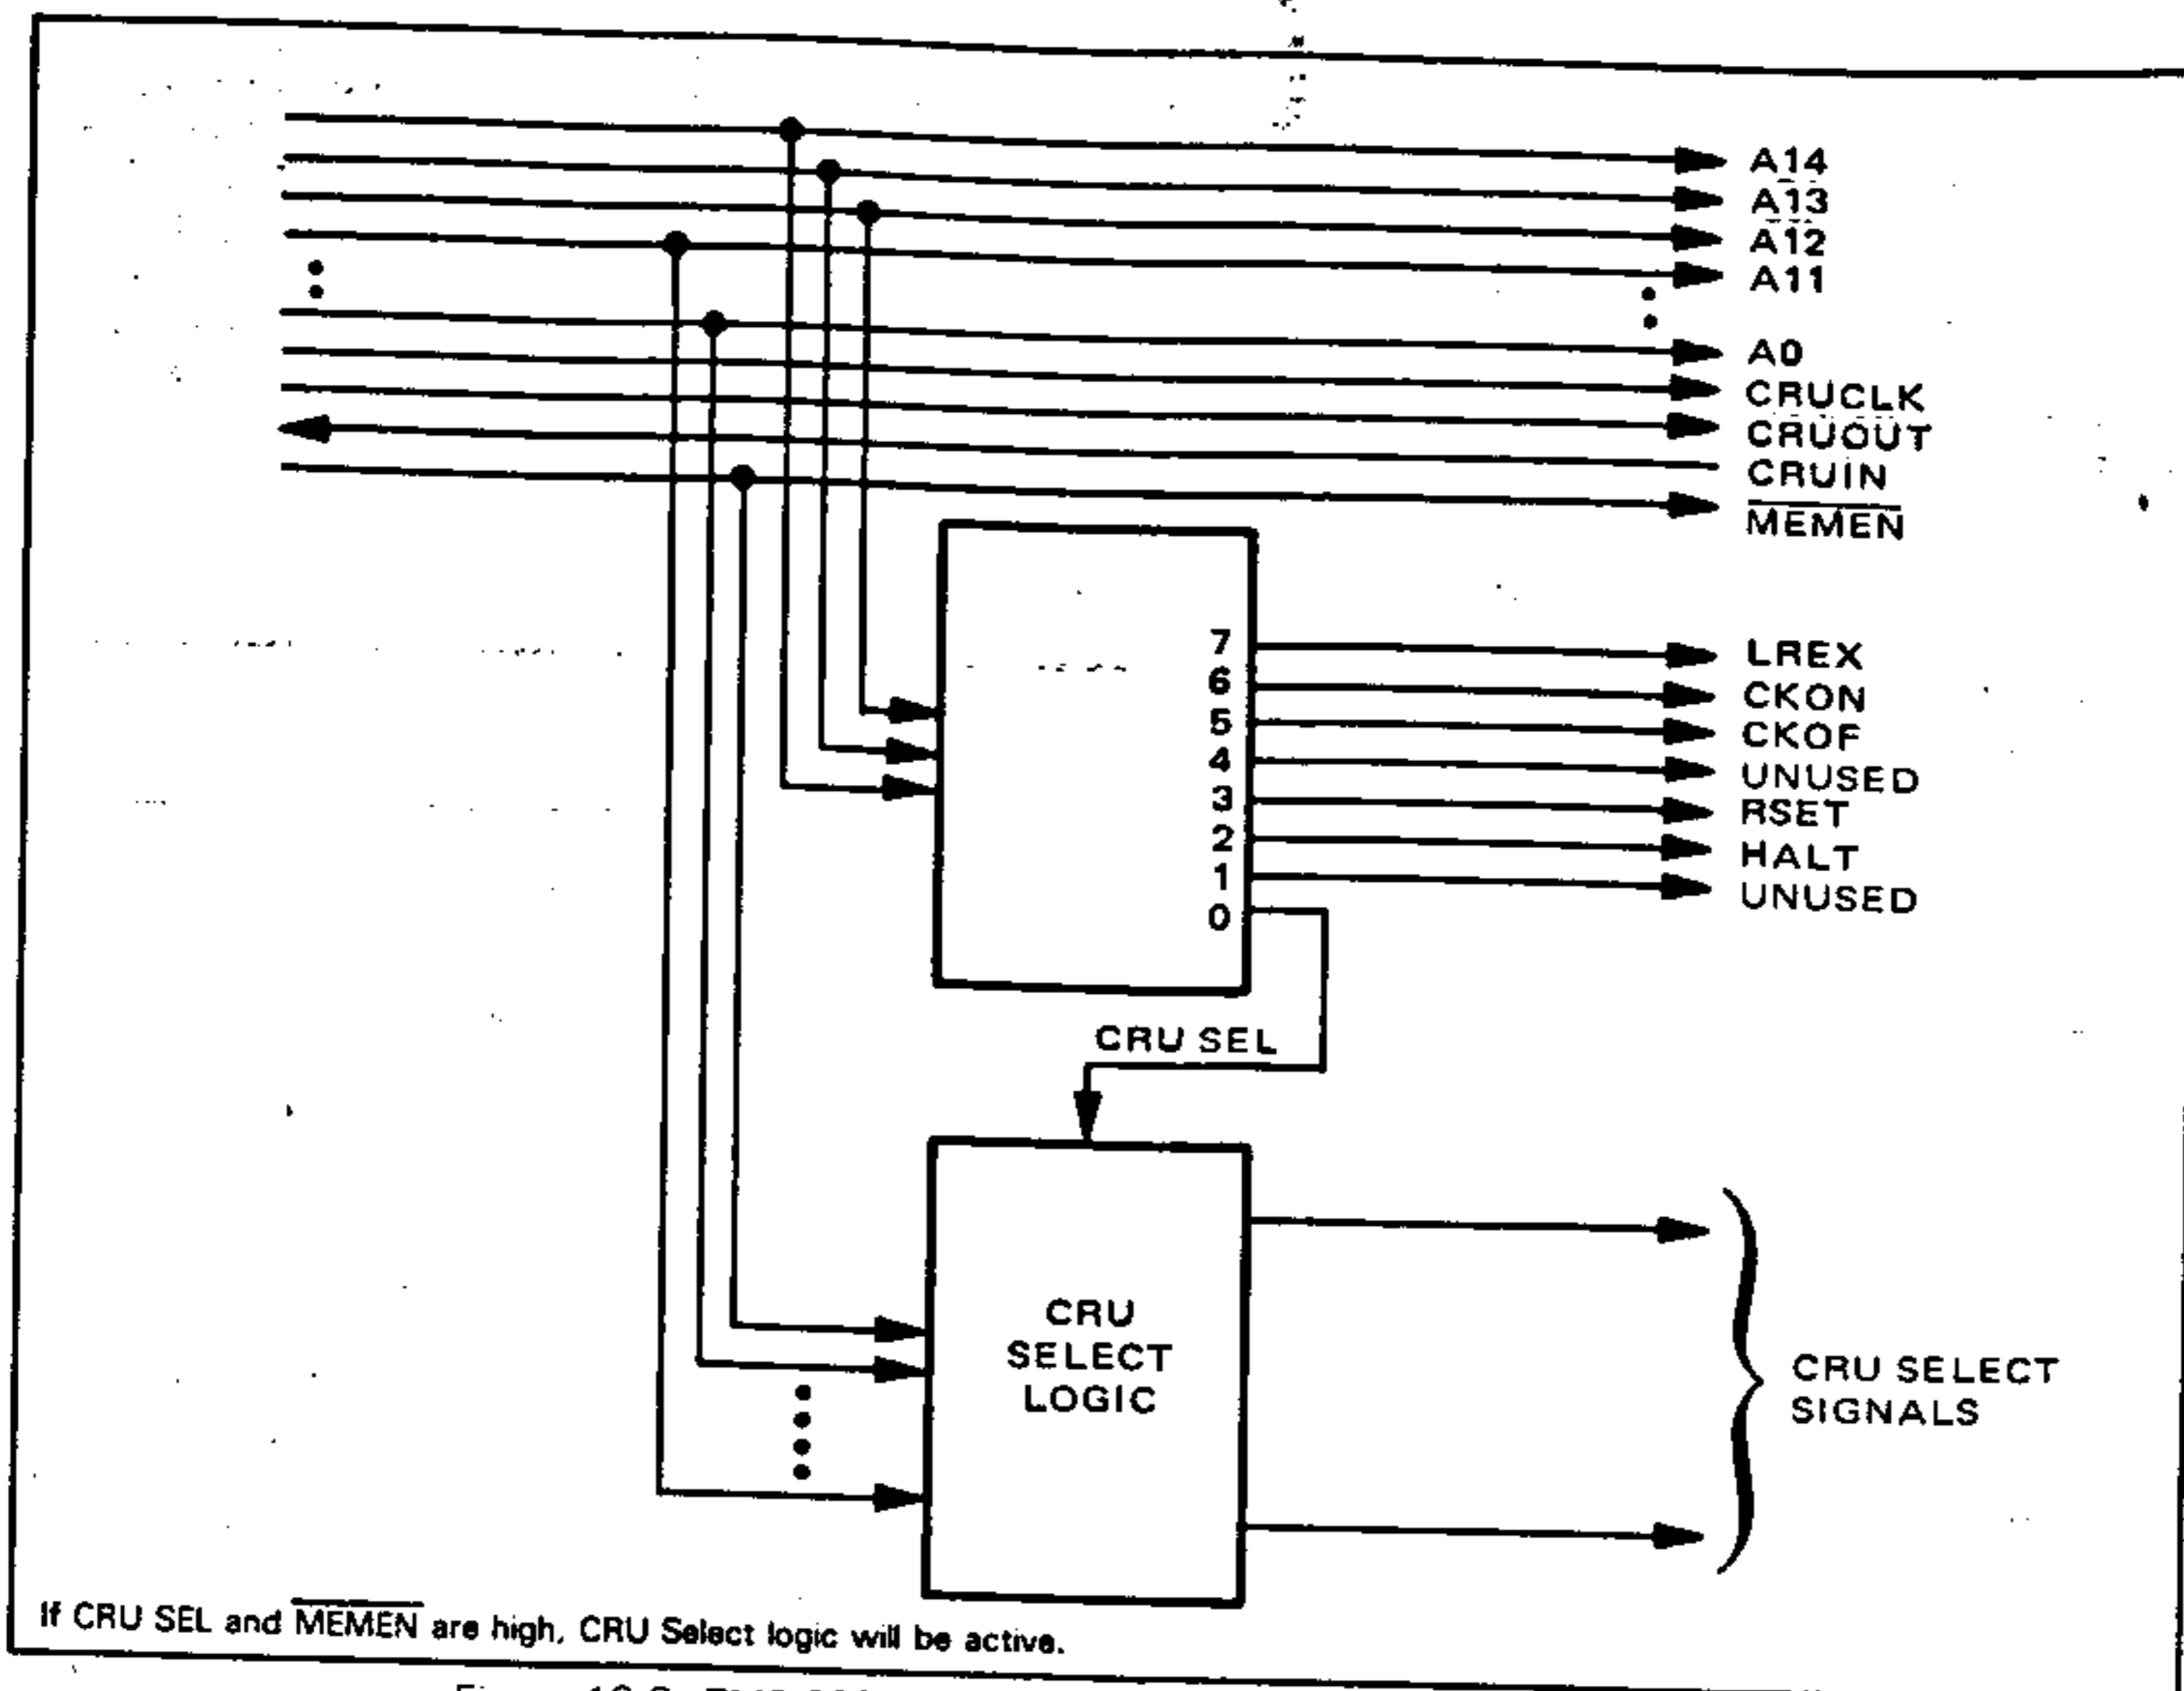 A14
A13
A12
A11
A0
CRUCLK
CRUOUT
CRUIN
MEMEN
7
6
5
4
3
2
1
0
LREX
CKON
CKOF
UNUSED
RSET
HALT
UNUSED
CRU SEL
CRU
SELECT
LOGIC
CRU SELECT
SIGNALS
If CRU SEL and MEMEN are high, CRU Select logic will be active.